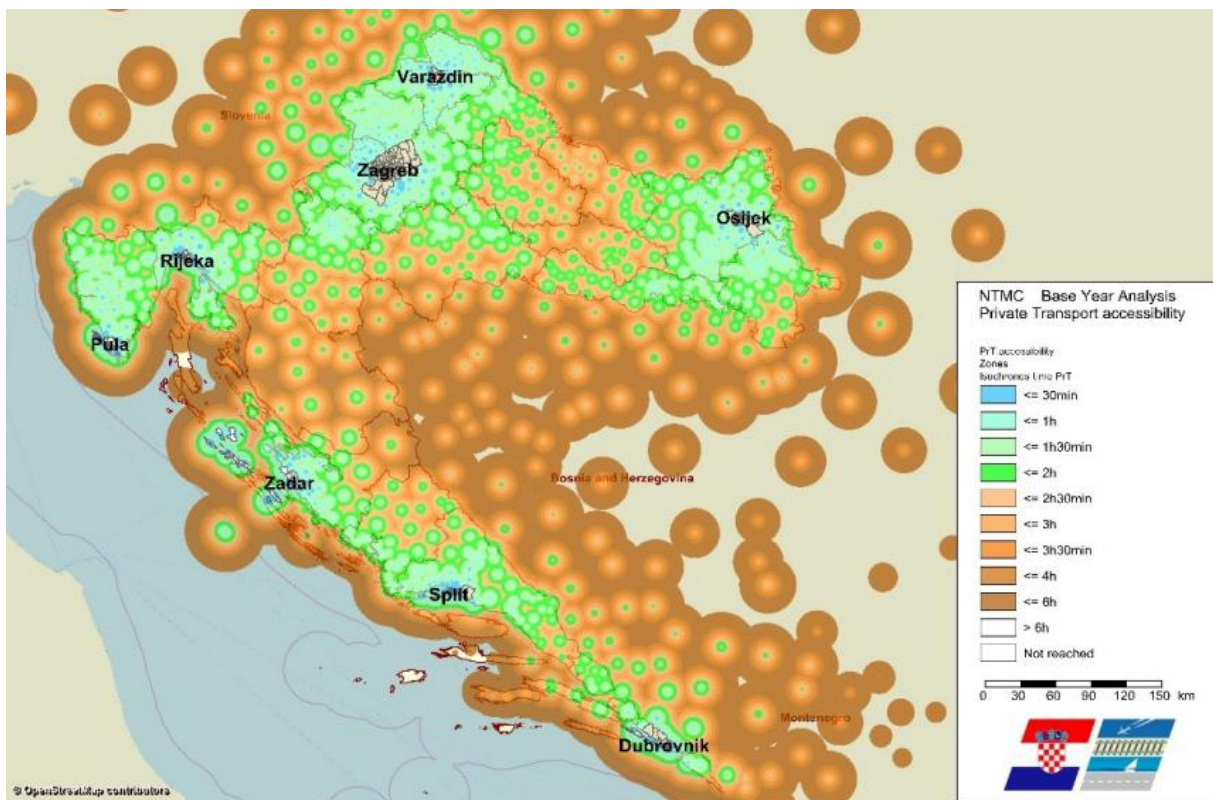 Varaždin
Slovenia
Zagreb
Osijek
Rijeka
Pula
Zadar
Bosnia and Herzegovina
Split
Montenegro
Dubrovnik
NTMC Base Year Analysis
Private Transport accessibility
PrT accessibility
Zones
Isochrones time PrT
<= 30min
<= 1h
<= 1h30min
<= 2h
<= 2h30min
<= 3h
<= 3h30min
<= 4h
<= 6h
> 6h
Not reached
0 30 60 90 120 150 km
© OpenStreetMap contributors